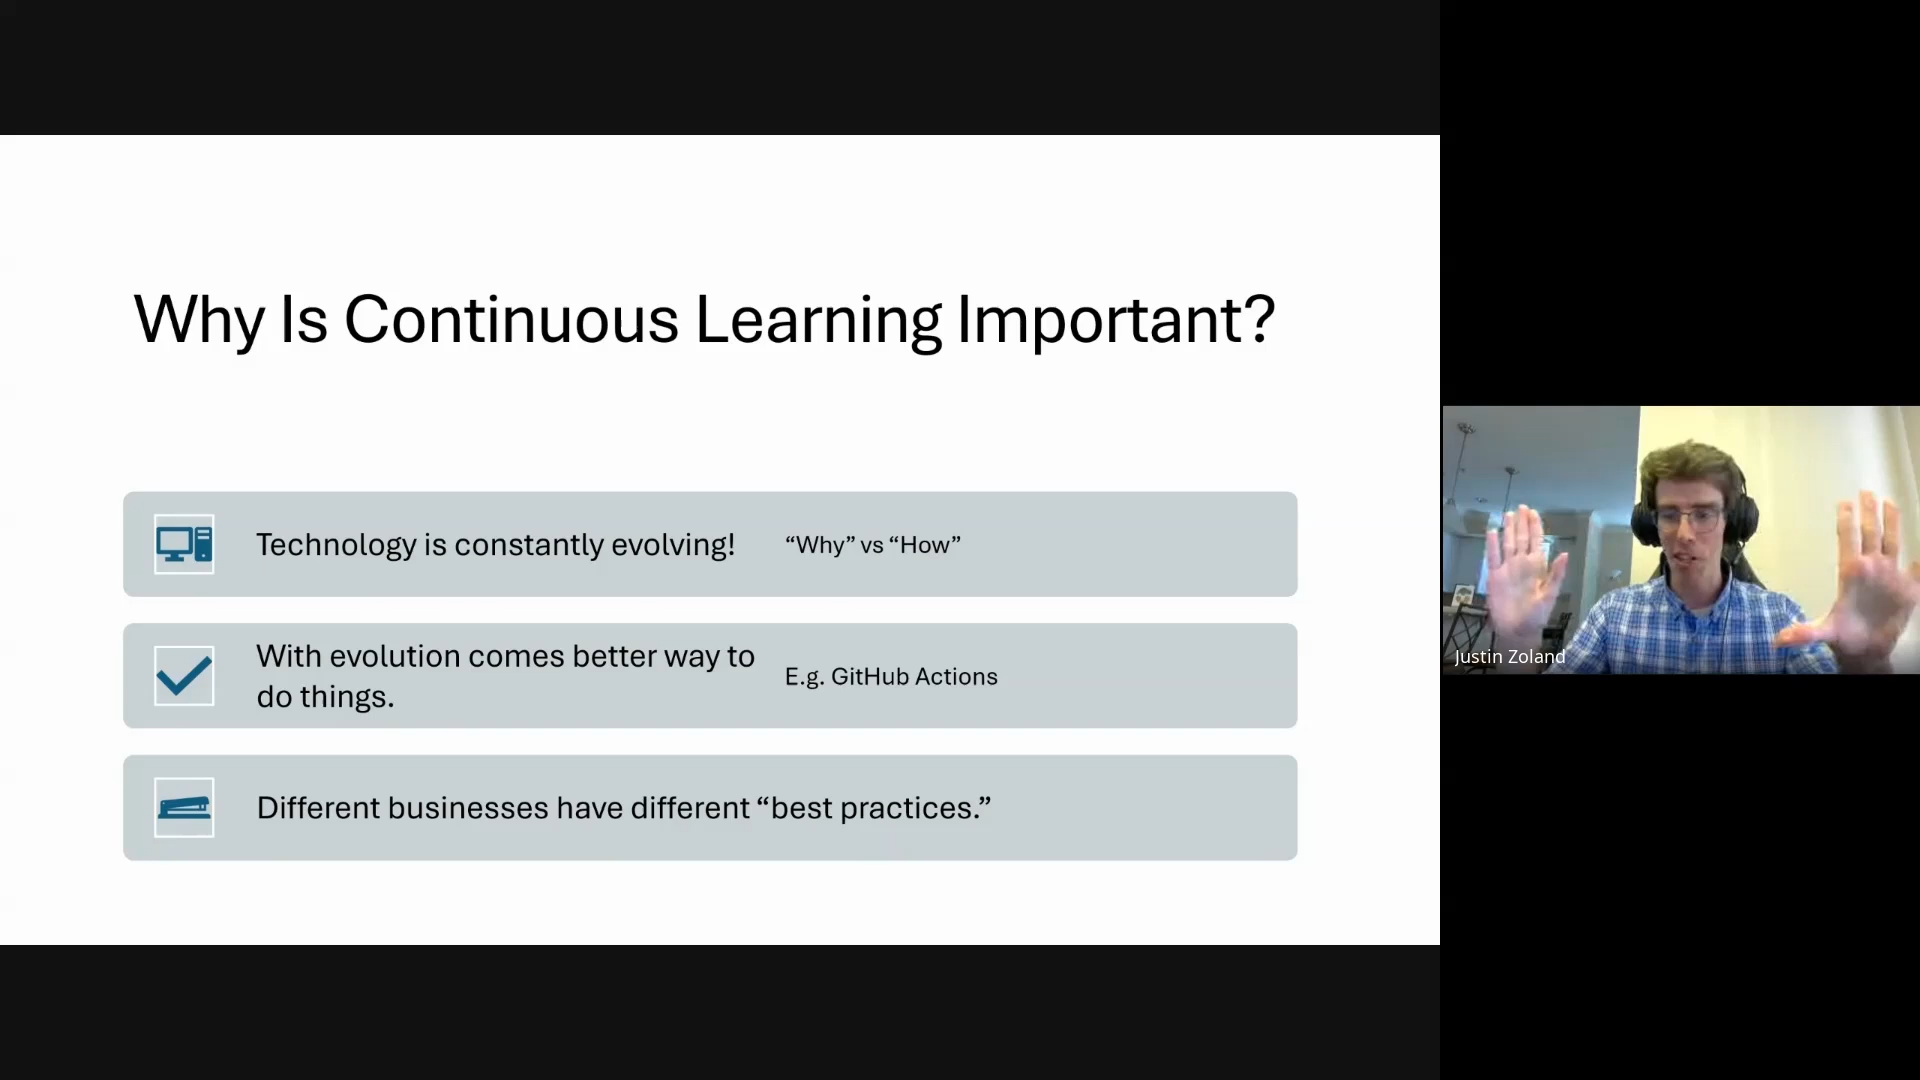 Why Is Continuous Learning Important?
Technology is constantly evolving!
“Why” vs “How”
With evolution comes better way to
do things.
E.g. GitHub Actions
Different businesses have different “best practices.”
Justin Zoland